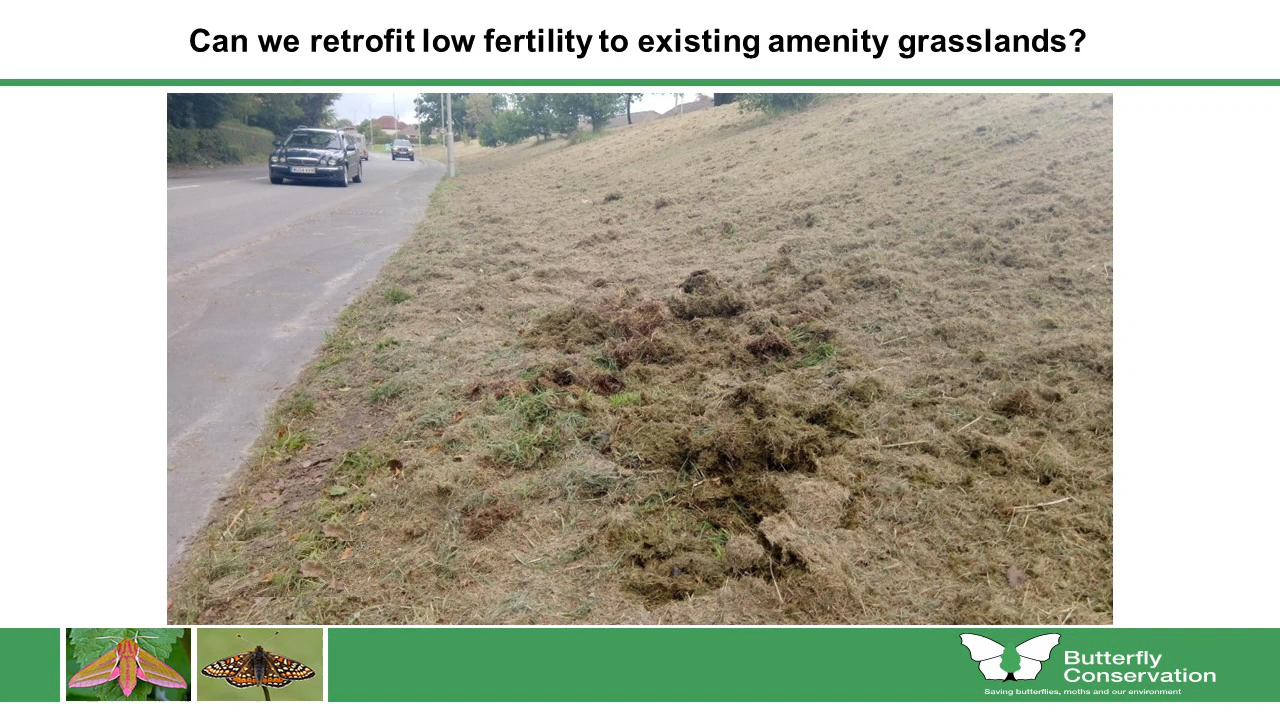 Can we retrofit low fertility to existing amenity grasslands?
Butterfly
Conservation
Saving butterflies, moths and our environment